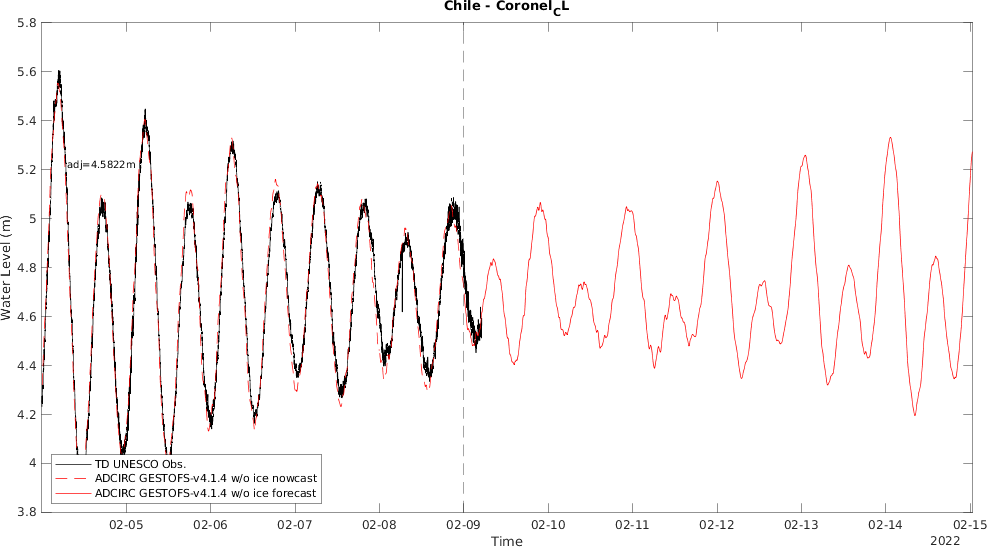 Chile - Coronel_CL
5.8
5.6
5.4
5.2
5
4.8
4.6
4.4
4.2
4
3.8
Water Level (m)
adj=4.5822m
TD UNESCO Obs.
ADCIRC GESTOFS-v4.1.4 w/o ice nowcast
ADCIRC GESTOFS-v4.1.4 w/o ice forecast
02-05 02-06 02-07 02-08 02-09 02-10 02-11 02-12 02-13 02-14 02-15
Time
2022